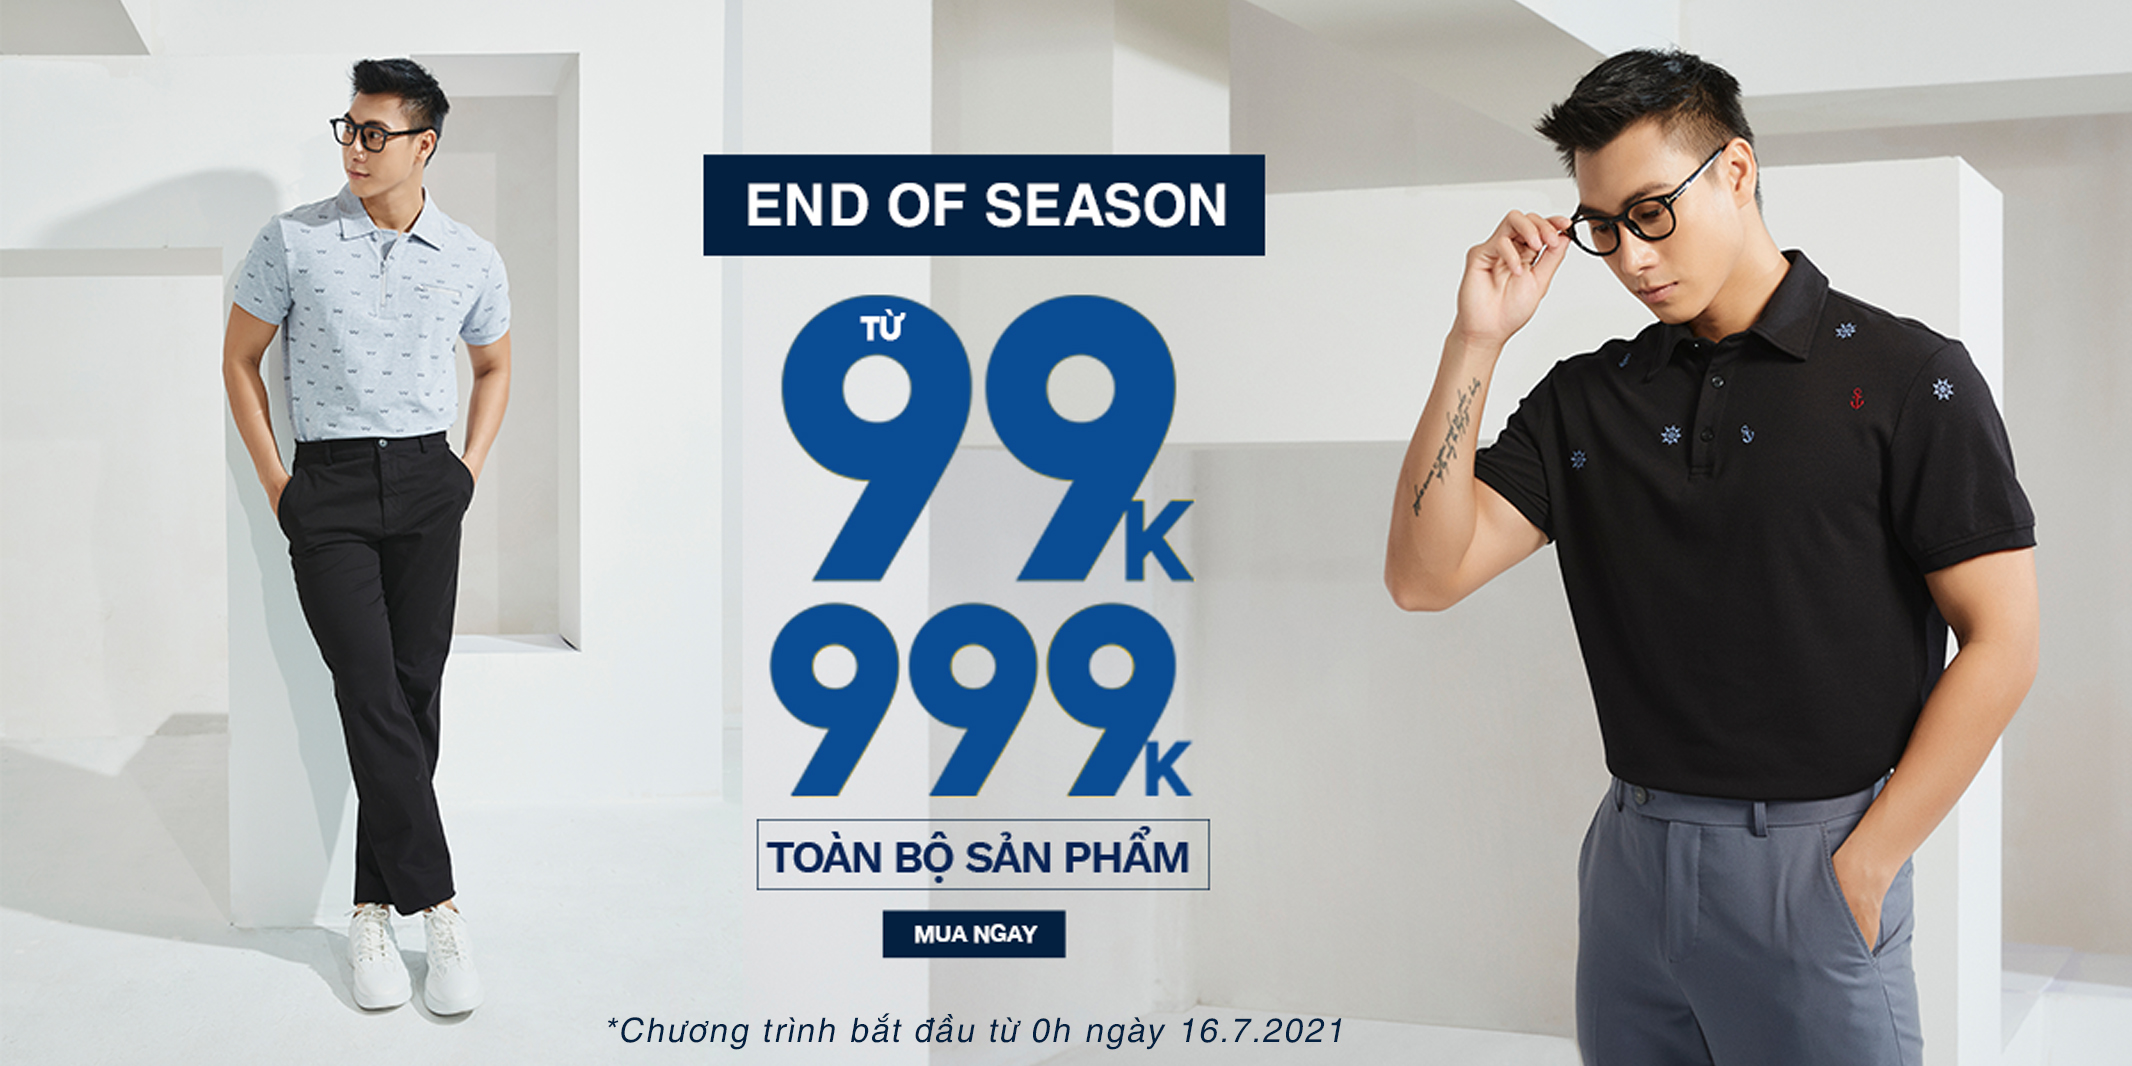 END OF SEASON
TỪ
99K
999K
TOÀN BỘ SẢN PHẨM
MUA NGAY
*Chương trình bắt đầu từ 0h ngày 16.7.2021